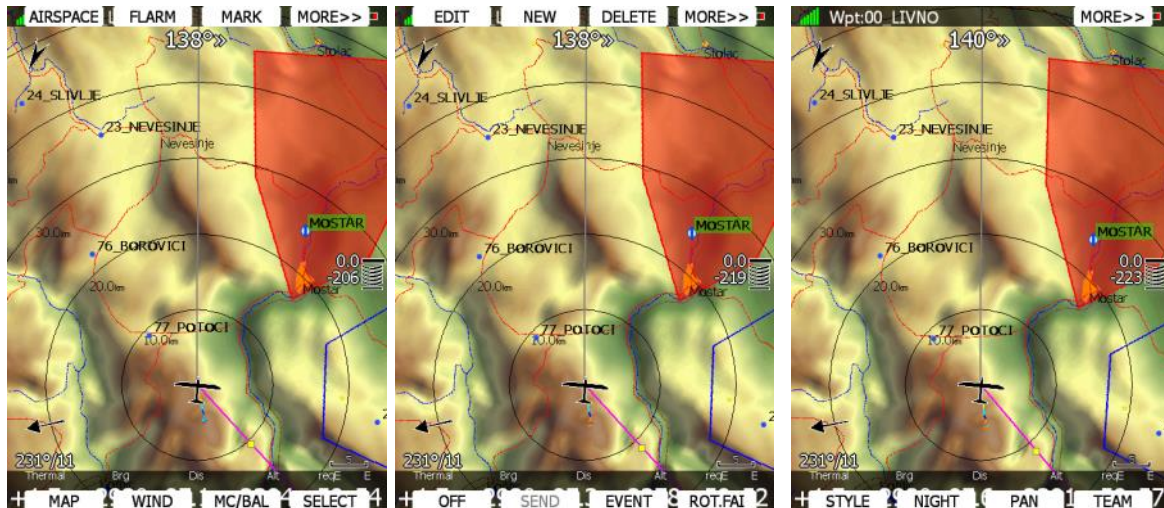 AIRSPACE FLARM MARK MORE>>
138°»
Stolac
24_SLIVLJE
23_NEVESINJE
Nevesinje
MOSTAR
30.0km
76_BOROVICI
0.0
-206
20.0km
Mostar
77_POTOCI
10.0km
231°/11
5
Thermal Brg Dis Alt reqE
MAP WIND MC/BAL SELECT
EDIT NEW DELETE MORE>>
138°»
Stolac
24_SLIVLJE
23_NEVESINJE
Nevesinje
MOSTAR
30.0km
76_BOROVICI
0.0
-219
20.0km
Mostar
77_POTOCI
10.0km
231°/11
5
Thermal Brg Dis Alt reqE
OFF SEND EVENT ROT.FAI
Wpt:00_LIVNO MORE>>
140°»
Stolac
24_SLIVLJE
23_NEVESINJE
Nevesinje
MOSTAR
30.0km
76_BOROVICI
0.0
-223
20.0km
Mostar
77_POTOCI
10.0km
231°/11
5
Thermal Brg Dis Alt reqE
STYLE NIGHT PAN TEAM